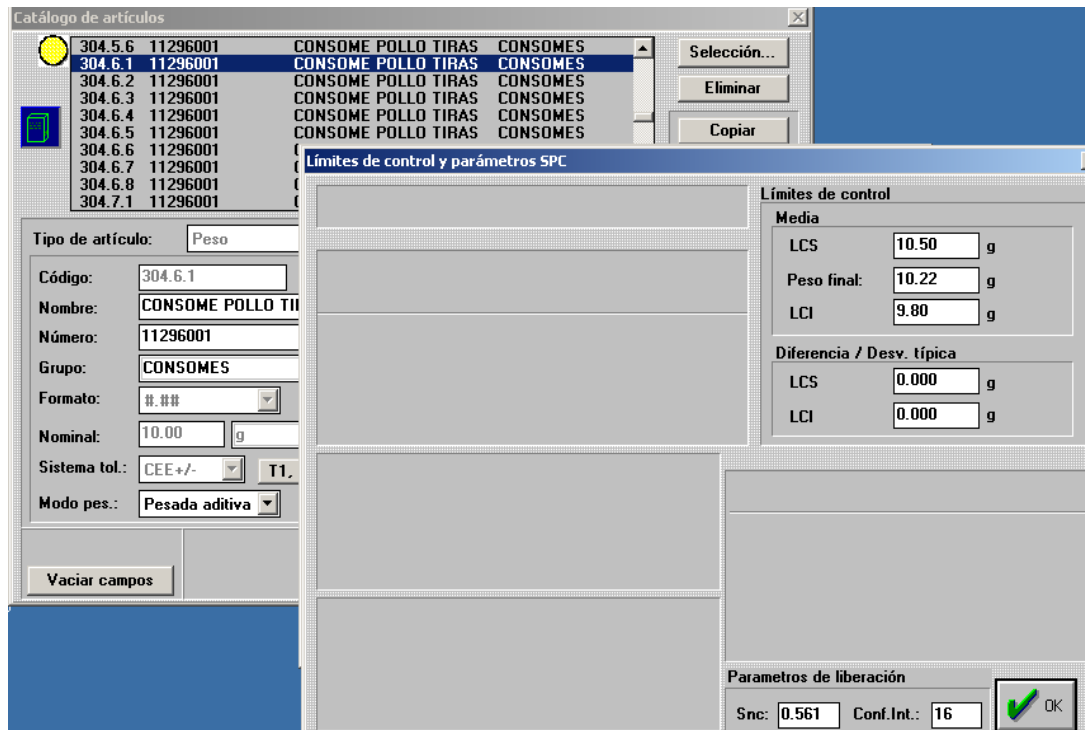 Catálogo de artículos
304.5.6 11296001 CONSOME POLLO TIRAS CONSOMES
304.6.1 11296001 CONSOME POLLO TIRAS CONSOMES
304.6.2 11296001 CONSOME POLLO TIRAS CONSOMES
304.6.3 11296001 CONSOME POLLO TIRAS CONSOMES
304.6.4 11296001 CONSOME POLLO TIRAS CONSOMES
304.6.5 11296001 CONSOME POLLO TIRAS CONSOMES
304.6.6 11296001
304.6.7 11296001
304.6.8 11296001
304.7.1 11296001
Selección...
Eliminar
Copiar
Tipo de artículo: Peso
Código: 304.6.1
Nombre: CONSOME POLLO TI
Número: 11296001
Grupo: CONSOMES
Formato: #.##
Nominal: 10.00 g
Sistema tol.: CEE+/- T1,
Modo pes.: Pesada aditiva
Vaciar campos
Límites de control y parámetros SPC
Límites de control
Media
LCS 10.50 g
Peso final: 10.22 g
LCI 9.80 g
Diferencia / Desv. típica
LCS 0.000 g
LCI 0.000 g
Parametros de liberación
Snc: 0.561 Conf.Int.: 16
OK